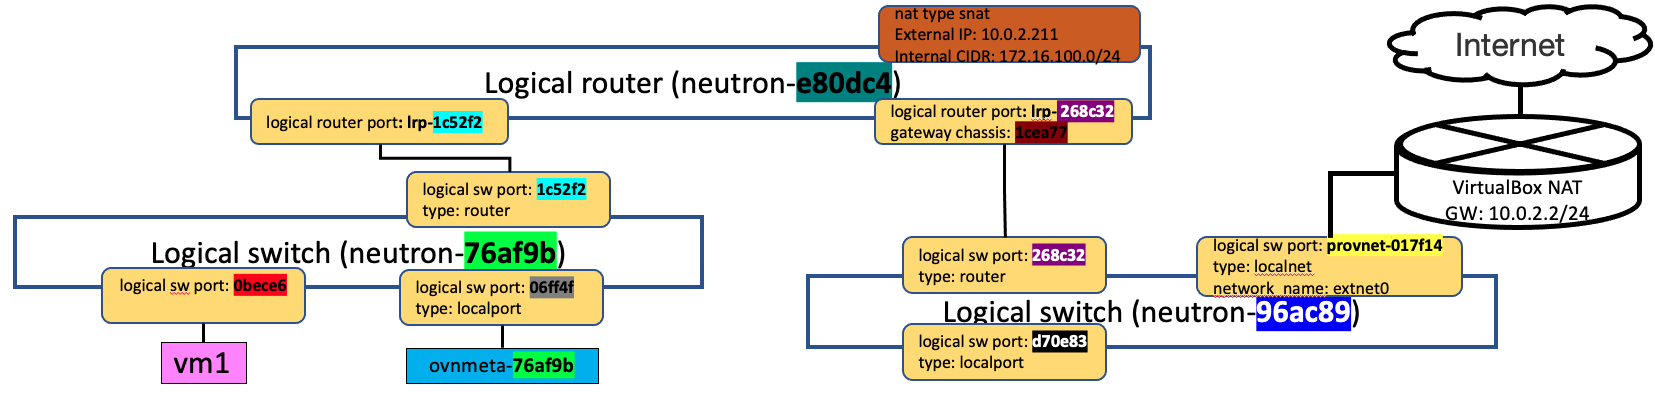 nat type snat
External IP: 10.0.2.211
Internal CIDR: 172.16.100.0/24
Internet
Logical router (neutron-e80dc4)
logical router port: lrp-1c52f2
logical router port: lrp-268c32
gateway chassis: 1cea77
VirtualBox NAT
GW: 10.0.2.2/24
logical sw port: 1c52f2
type: router
Logical switch (neutron-76af9b)
logical sw port: 0bece6
logical sw port: 06ff4f
type: localport
vm1
ovnmeta-76af9b
logical sw port: 268c32
type: router
logical sw port: provnet-017f14
type: localnet
network_name: extnet0
Logical switch (neutron-96ac89)
logical sw port: d70e83
type: localport